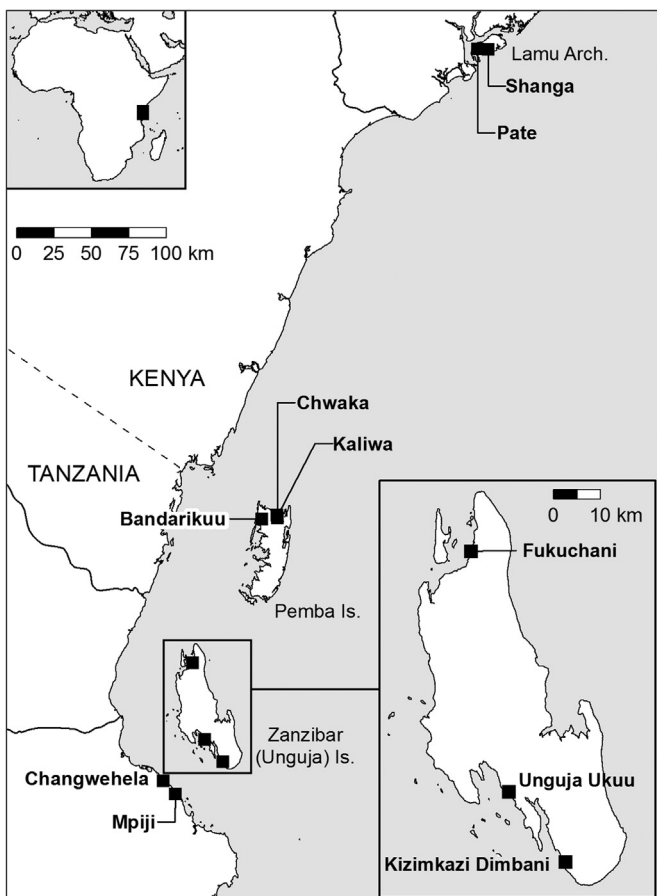 Lamu Arch.
Shanga
Pate
0 25 50 75 100 km
KENYA
Chwaka
Kaliwa
TANZANIA
Bandarikuu
0 10 km
Fukuchani
Pemba Is.
Zanzibar
(Unguja) Is.
Changwehela
Mpiji
Unguja Ukuu
Kizimkazi Dimbani